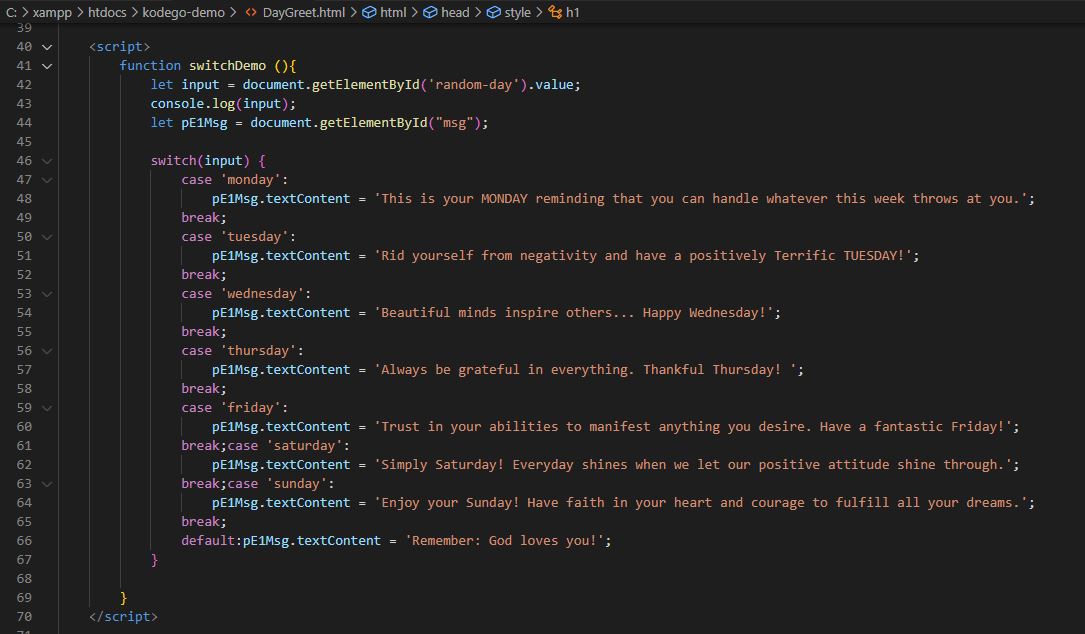 C: > xampp > htdocs > kodego-demo > <> DayGreet.html > html > head > style > h1
39
40 <script>
41 function switchDemo (){
42 let input = document.getElementById('random-day').value;
43 console.log(input);
44 let pE1Msg = document.getElementById("msg");
45
46 switch(input) {
47 case 'monday':
48 pE1Msg.textContent = 'This is your MONDAY reminding that you can handle whatever this week throws at you.';
49 break;
50 case 'tuesday':
51 pE1Msg.textContent = 'Rid yourself from negativity and have a positively Terrific TUESDAY!';
52 break;
53 case 'wednesday':
54 pE1Msg.textContent = 'Beautiful minds inspire others... Happy Wednesday!';
55 break;
56 case 'thursday':
57 pE1Msg.textContent = 'Always be grateful in everything. Thankful Thursday! ';
58 break;
59 case 'friday':
60 pE1Msg.textContent = 'Trust in your abilities to manifest anything you desire. Have a fantastic Friday!';
61 break;case 'saturday':
62 pE1Msg.textContent = 'Simply Saturday! Everyday shines when we let our positive attitude shine through.';
63 break;case 'sunday':
64 pE1Msg.textContent = 'Enjoy your Sunday! Have faith in your heart and courage to fulfill all your dreams.';
65 break;
66 default:pE1Msg.textContent = 'Remember: God loves you!';
67 }
68
69 }
70 </script>
71